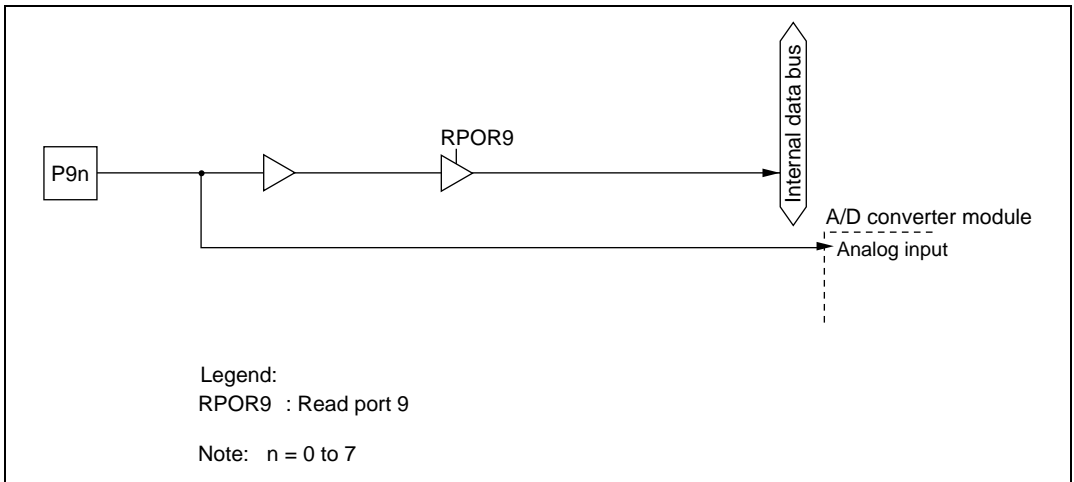 RPOR9
P9n
Internal data bus
A/D converter module
Analog input
Legend:
RPOR9 : Read port 9
Note: n = 0 to 7